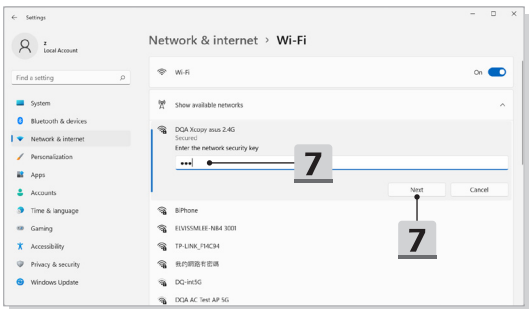 Settings
z
Local Account
Find a setting
System
Bluetooth & devices
Network & internet
Personalization
Apps
Accounts
Time & language
Gaming
Accessibility
Privacy & security
Windows Update
Network & internet > Wi-Fi
Wi-Fi
On
Show available networks
DQA Xcopy asus 2.4G
Secured
Enter the network security key
7
Next
Cancel
7
BiPhone
ELVISSMLEE-NB4 3001
TP-LINK_F14C94
我的網路有密碼
DQ-int5G
DQA AC Test AP 5G